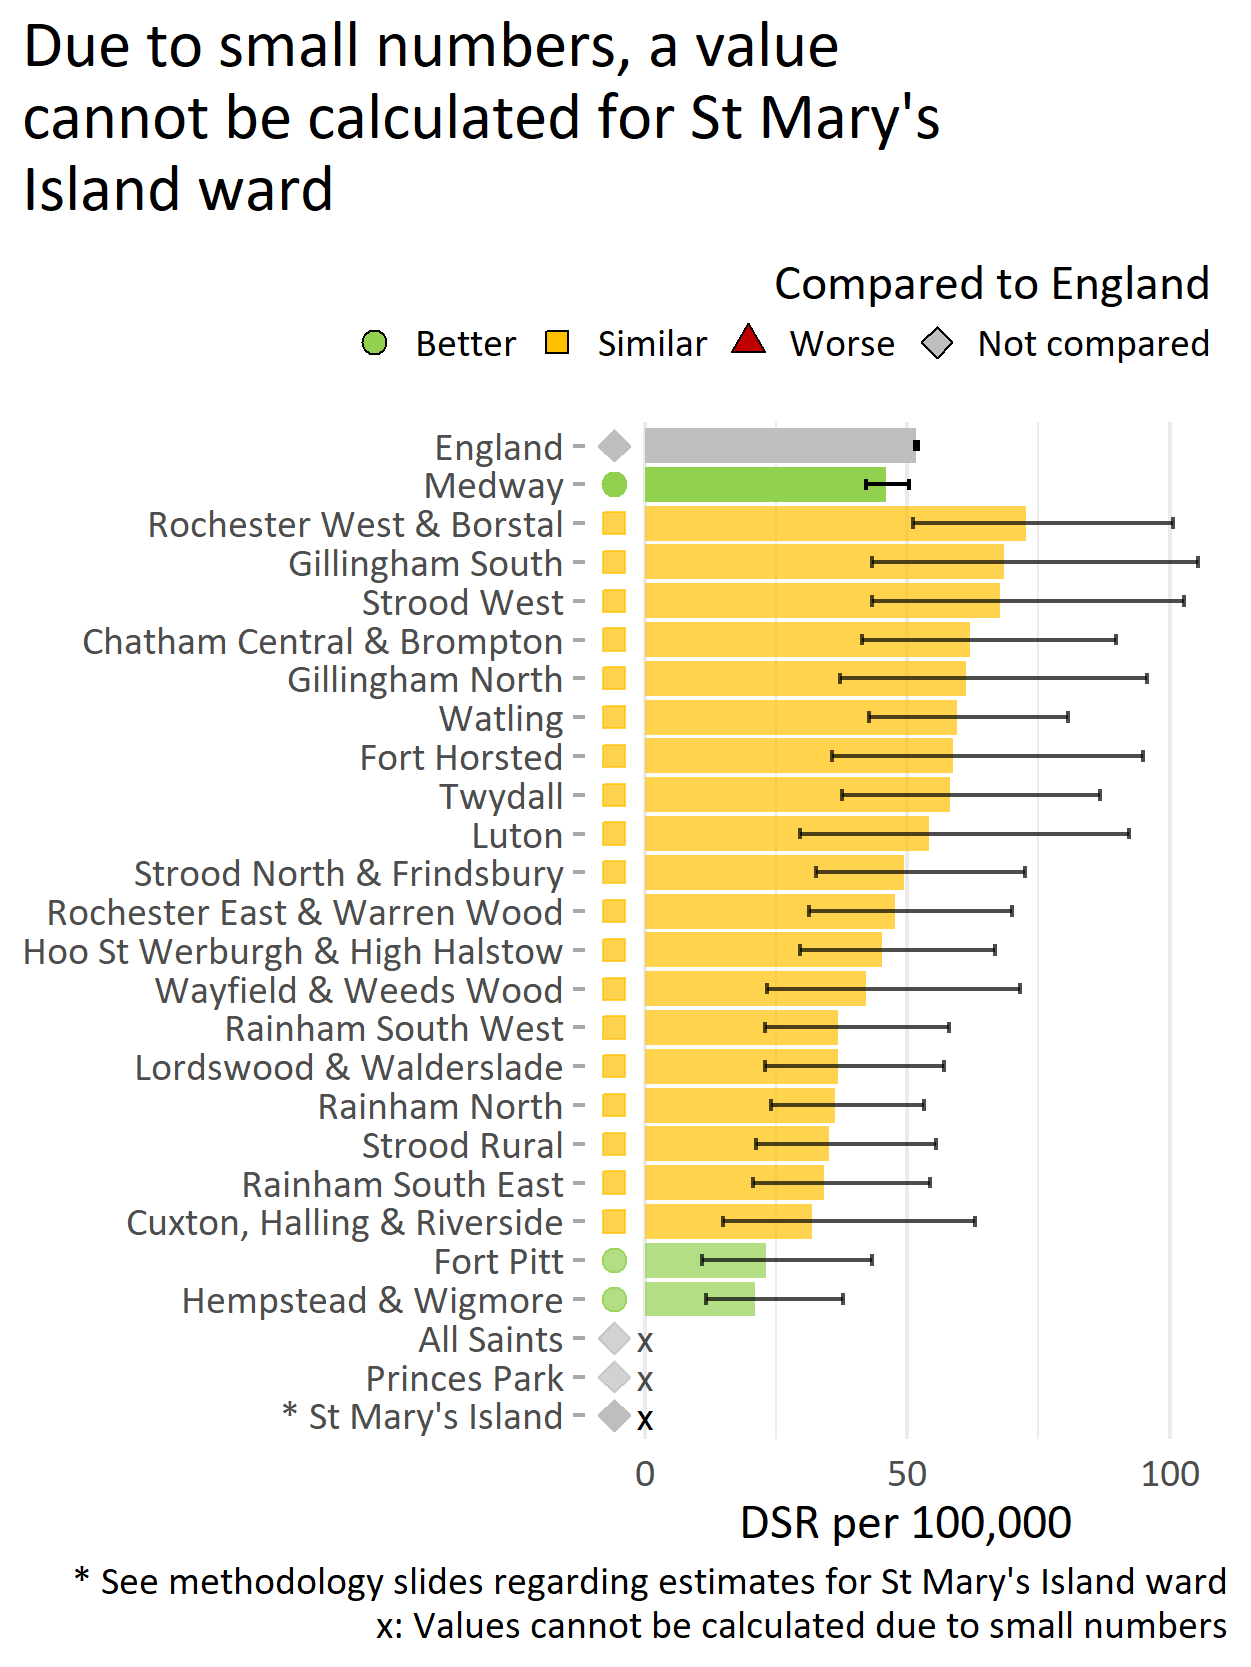 Due to small numbers, a value
cannot be calculated for St Mary's
Island ward
Compared to England
Better Similar Worse Not compared
England
Medway
Rochester West & Borstal
Gillingham South
Strood West
Chatham Central & Brompton
Gillingham North
Watling
Fort Horsted
Twydall
Luton
Strood North & Frindsbury
Rochester East & Warren Wood
Hoo St Werburgh & High Halstow
Wayfield & Weeds Wood
Rainham South West
Lordswood & Walderslade
Rainham North
Strood Rural
Rainham South East
Cuxton, Halling & Riverside
Fort Pitt
Hempstead & Wigmore
All Saints x
Princes Park x
* St Mary's Island x
0 50 100
DSR per 100,000
* See methodology slides regarding estimates for St Mary's Island ward
x: Values cannot be calculated due to small numbers